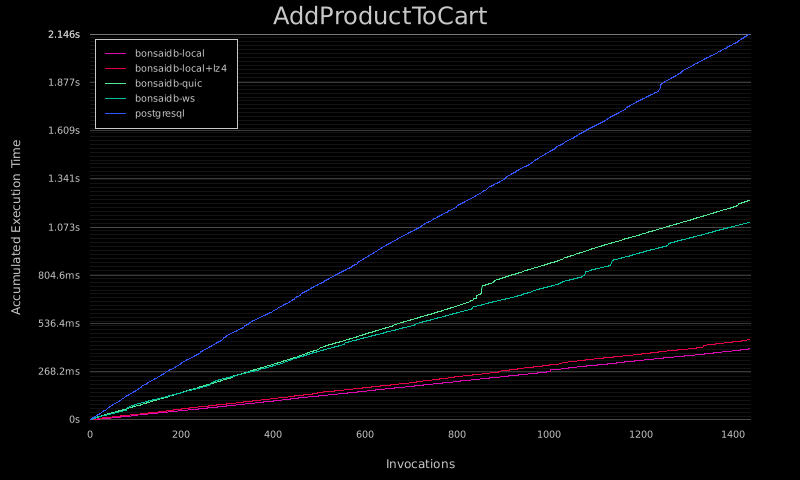 AddProductToCart
2.146s
bonsaidb-local
bonsaidb-local+lz4
bonsaidb-quic
bonsaidb-ws
postgresql
1.877s
1.609s
1.341s
1.073s
804.6ms
536.4ms
268.2ms
0s
Accumulated Execution Time
0 200 400 600 800 1000 1200 1400
Invocations